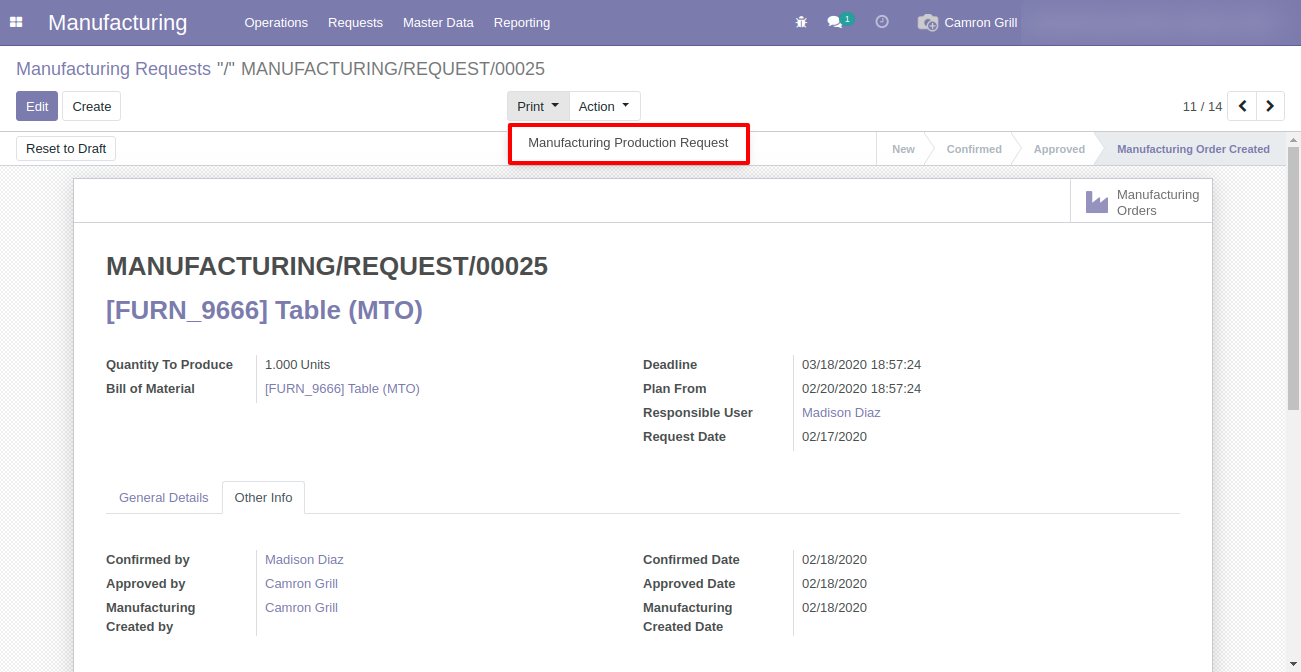 Manufacturing Operations Requests Master Data Reporting 1 Camron Grill
Manufacturing Requests "/" MANUFACTURING/REQUEST/00025
Edit Create Print Action 11 / 14
Manufacturing Production Request
Reset to Draft New Confirmed Approved Manufacturing Order Created
Manufacturing
Orders
MANUFACTURING/REQUEST/00025
[FURN_9666] Table (MTO)
Quantity To Produce 1.000 Units Deadline 03/18/2020 18:57:24
Bill of Material [FURN_9666] Table (MTO) Plan From 02/20/2020 18:57:24
Responsible User Madison Diaz
Request Date 02/17/2020
General Details Other Info
Confirmed by Madison Diaz Confirmed Date 02/18/2020
Approved by Camron Grill Approved Date 02/18/2020
Manufacturing Camron Grill Manufacturing 02/18/2020
Created by Created Date